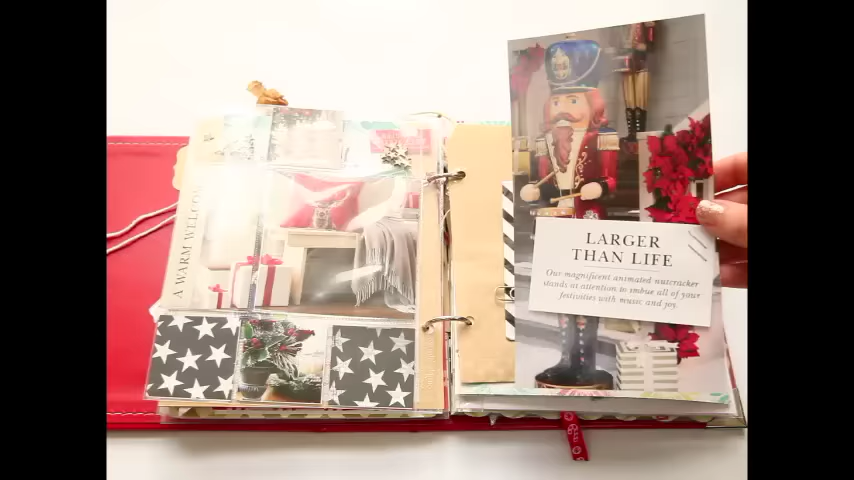 A WARM WELCOME
LARGER
THAN LIFE
Our magnificent animated nutcracker
stands at attention to imbue all of your
festivities with music and joy.